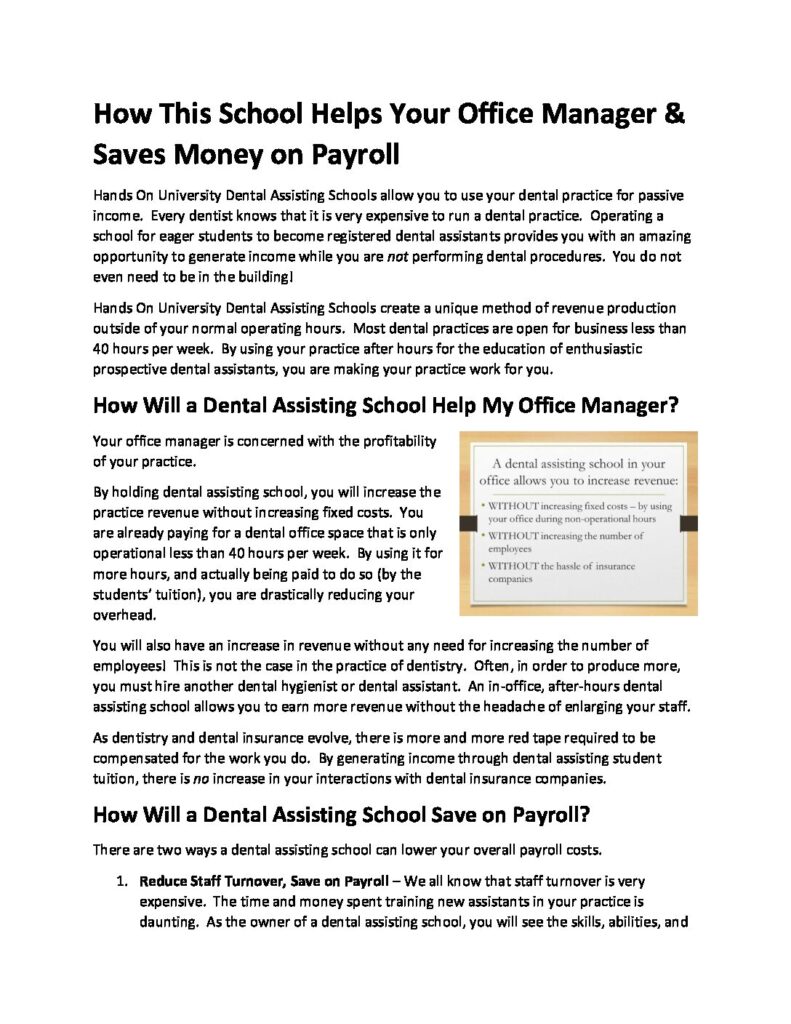 How This School Helps Your Office Manager &
Saves Money on Payroll
Hands On University Dental Assisting Schools allow you to use your dental practice for passive
income.  Every dentist knows that it is very expensive to run a dental practice.  Operating a
school for eager students to become registered dental assistants provides you with an amazing
opportunity to generate income while you are not performing dental procedures.  You do not
even need to be in the building!
Hands On University Dental Assisting Schools create a unique method of revenue production
outside of your normal operating hours.  Most dental practices are open for business less than
40 hours per week.  By using your practice after hours for the education of enthusiastic
prospective dental assistants, you are making your practice work for you.
How Will a Dental Assisting School Help My Office Manager?
Your office manager is concerned with the profitability
of your practice.
By holding dental assisting school, you will increase the
practice revenue without increasing fixed costs.  You
are already paying for a dental office space that is only
operational less than 40 hours per week.  By using it for
more hours, and actually being paid to do so (by the
students' tuition), you are drastically reducing your
overhead.
A dental assisting school in your
office allows you to increase revenue:
• WITHOUT increasing fixed costs – by using
your office during non-operational hours
• WITHOUT increasing the number of
employees
• WITHOUT the hassle of insurance
companies
You will also have an increase in revenue without any need for increasing the number of
employees!  This is not the case in the practice of dentistry.  Often, in order to produce more,
you must hire another dental hygienist or dental assistant.  An in-office, after-hours dental
assisting school allows you to earn more revenue without the headache of enlarging your staff.
As dentistry and dental insurance evolve, there is more and more red tape required to be
compensated for the work you do.  By generating income through dental assisting student
tuition, there is no increase in your interactions with dental insurance companies.
How Will a Dental Assisting School Save on Payroll?
There are two ways a dental assisting school can lower your overall payroll costs.
1. Reduce Staff Turnover, Save on Payroll – We all know that staff turnover is very
expensive.  The time and money spent training new assistants in your practice is
daunting.  As the owner of a dental assisting school, you will see the skills, abilities, and